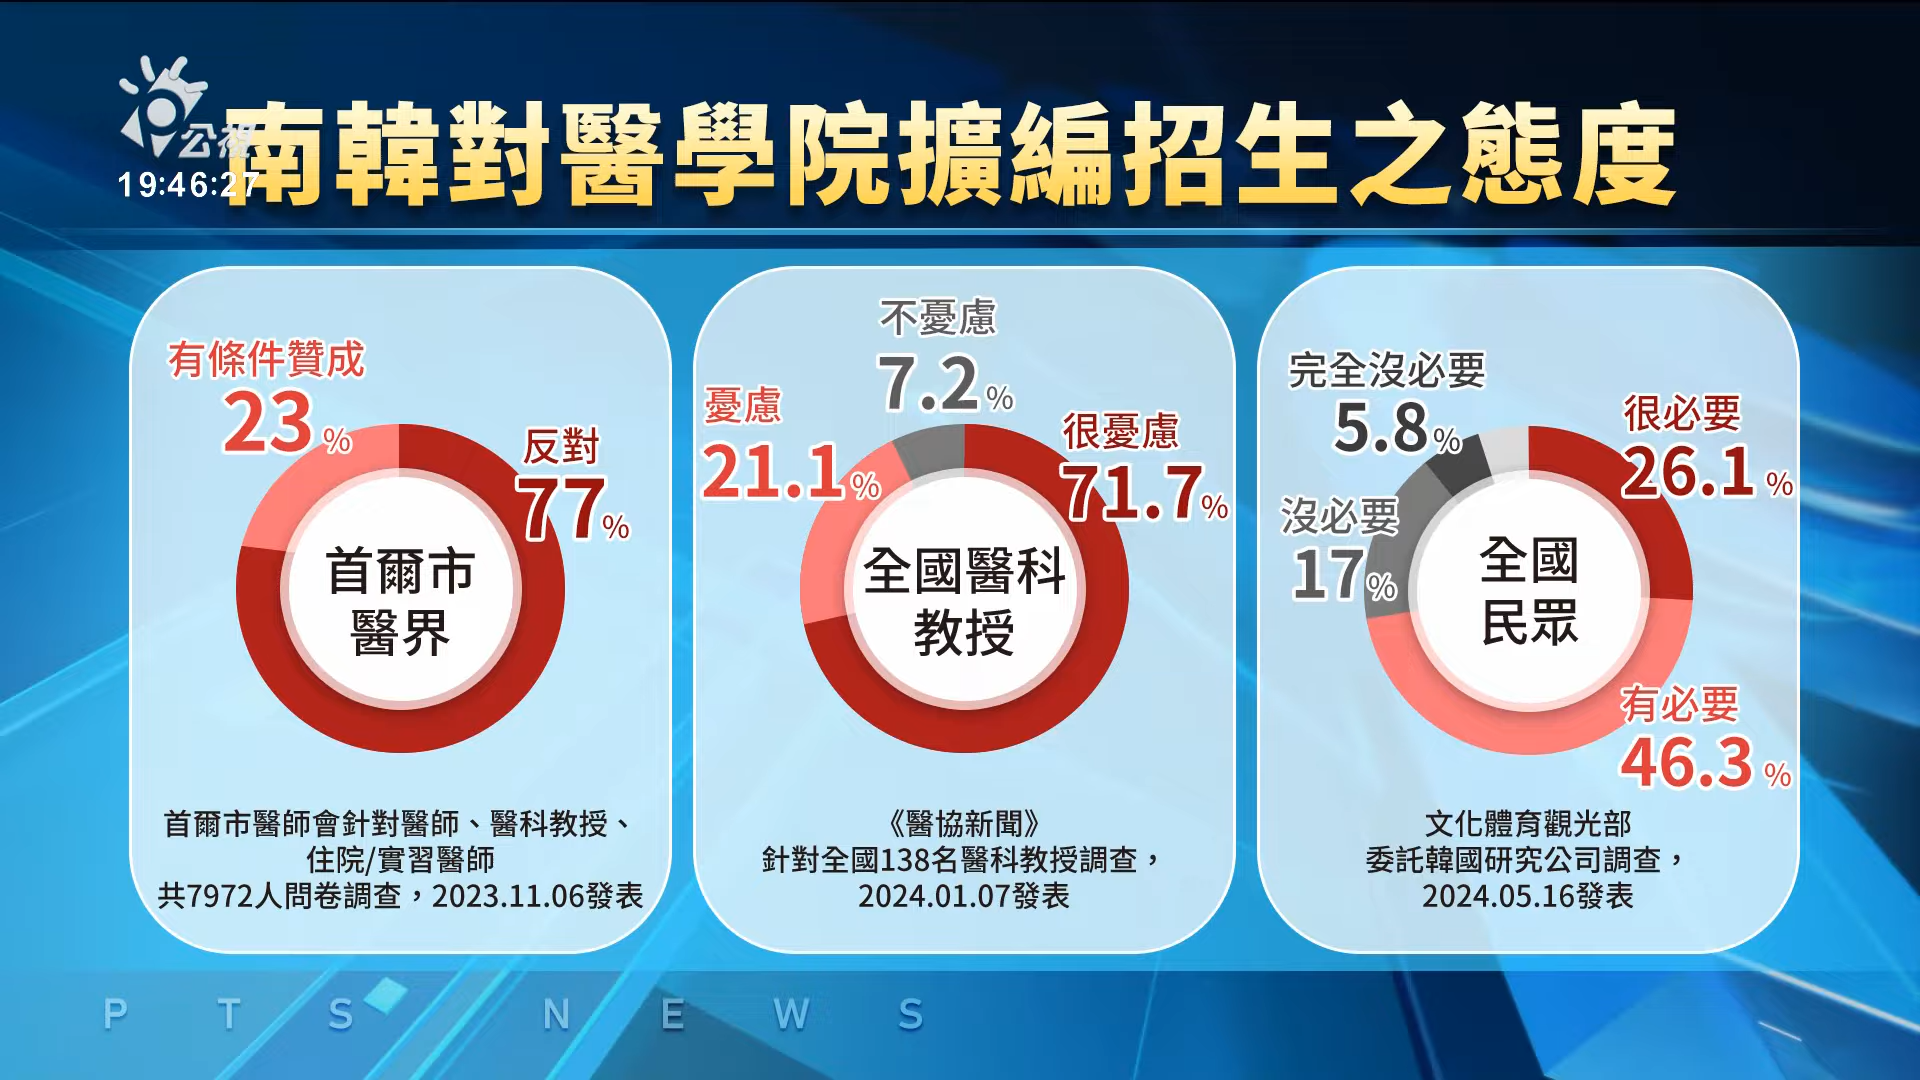 公視
19:46:27
南韓對醫學院擴編招生之態度
有條件贊成
23%
反對
77%
首爾市
醫界
首爾市醫師會針對醫師、醫科教授、
住院/實習醫師
共7972人問卷調查，2023.11.06發表
不憂慮
7.2%
憂慮
21.1%
很憂慮
71.7%
全國醫科
教授
《醫協新聞》
針對全國138名醫科教授調查，
2024.01.07發表
完全沒必要
5.8%
很必要
26.1%
沒必要
17%
全國
民眾
有必要
46.3%
文化體育觀光部
委託韓國研究公司調查，
2024.05.16發表
PTS NEWS